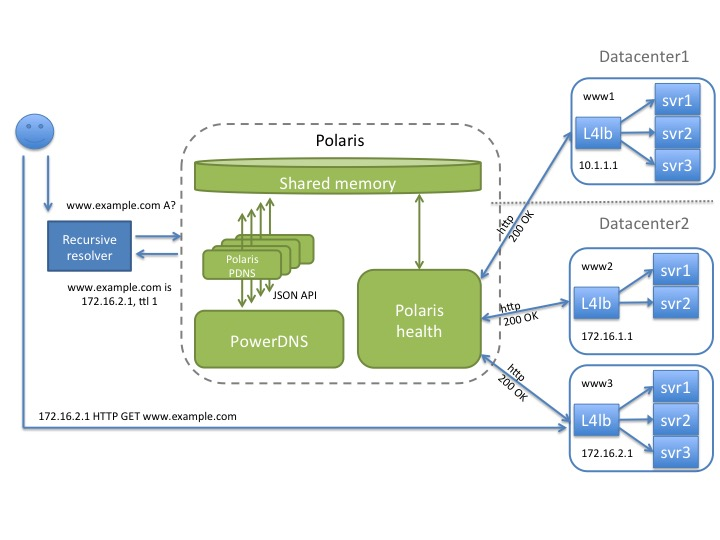 Datacenter1
www1
L4lb
10.1.1.1
svr1
svr2
svr3
Polaris
Shared memory
www.example.com A?
Recursive
resolver
www.example.com is
172.16.2.1, ttl 1
Polaris
PDNS
JSON API
PowerDNS
Polaris
health
http
200 OK
http
200 OK
http
200 OK
Datacenter2
www2
L4lb
172.16.1.1
svr1
svr2
www3
L4lb
172.16.2.1
svr1
svr2
svr3
172.16.2.1 HTTP GET www.example.com